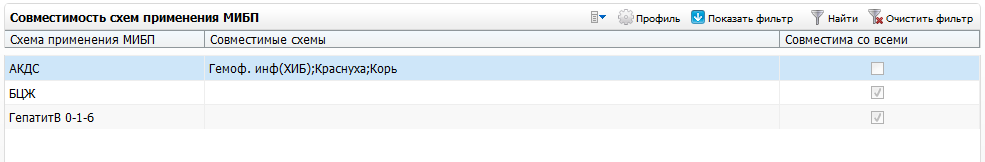 Совместимость схем применения МИБП Профиль Показать фильтр Найти Очистить фильтр
Схема применения МИБП Совместимые схемы Совместима со всеми
АКДС Гемоф. инф(ХИБ);Краснуха;Корь
БЦЖ
ГепатитВ 0-1-6